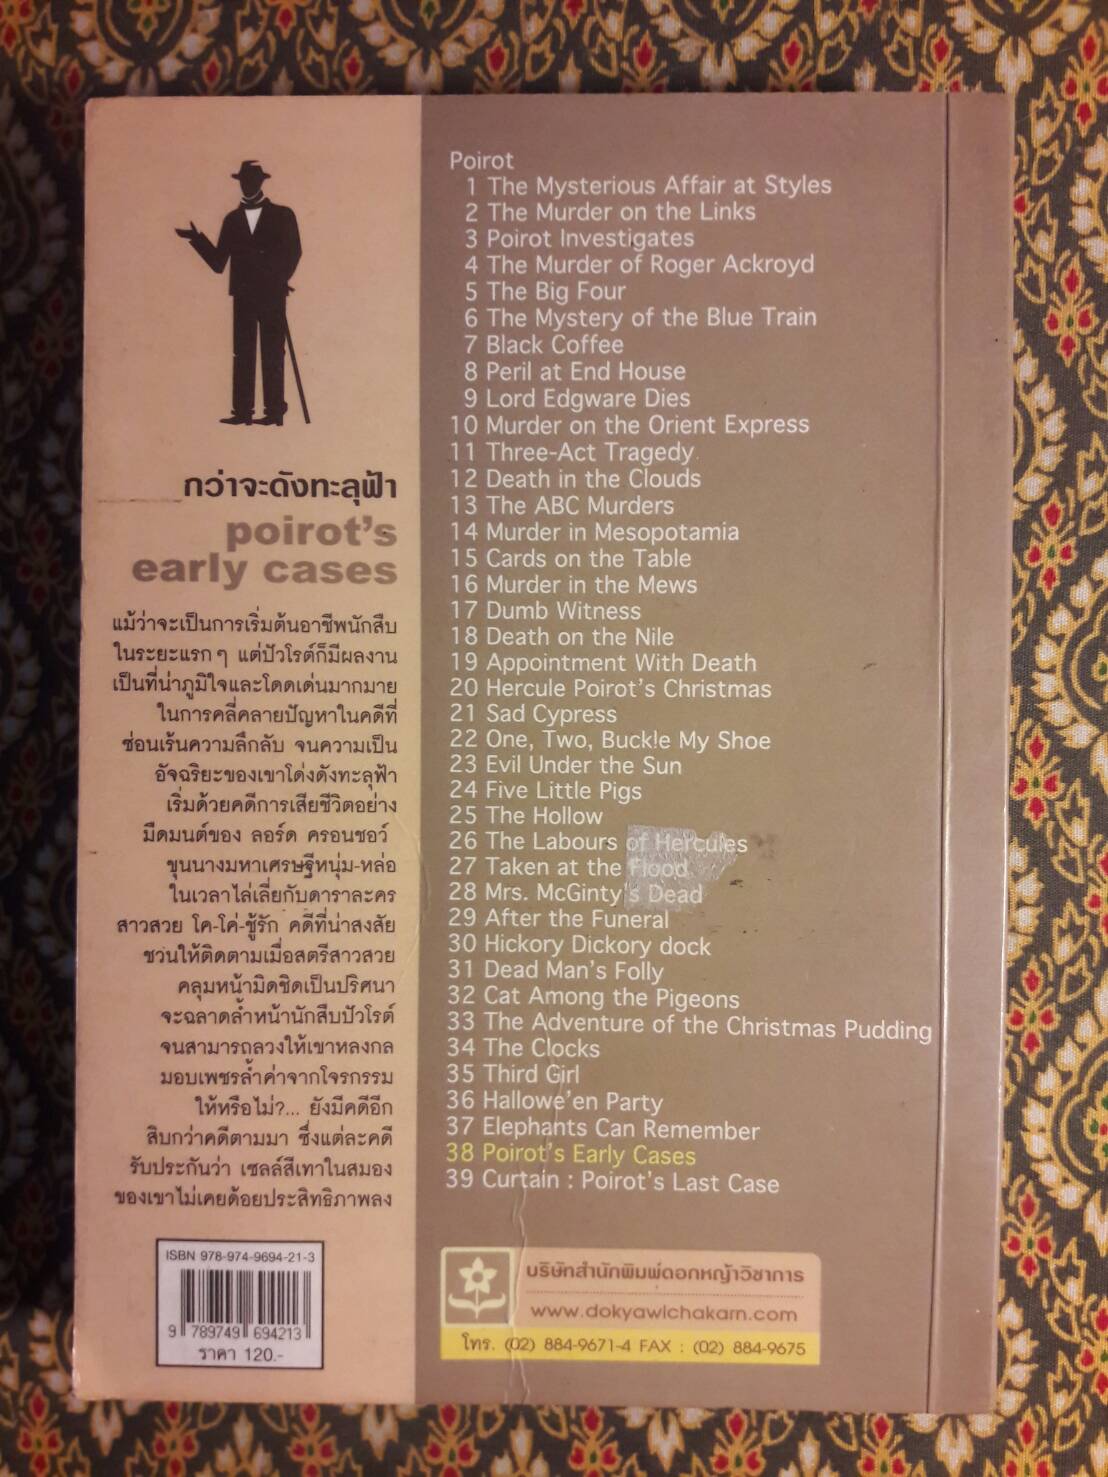 กว่าจะดังทะลุฟ้า
poirot's
early cases
แม้ว่าจะเป็นการเริ่มต้นอาชีพนักสืบ
ในระยะแรกๆ แต่ปัวโรต์ก็มีผลงาน
เป็นที่น่าภูมิใจและโดดเด่นมากมาย
ในการคลี่คลายปัญหาในคดีที่
ซ่อนเร้นความลึกลับ จนความเป็น
อัจฉริยะของเขาโด่งดังทะลุฟ้า
เริ่มด้วยคดีการเสียชีวิตอย่าง
มืดมนต์ของ ลอร์ด ครอนชอว์
ขุนนางมหาเศรษฐีหนุ่ม-หล่อ
ในเวลาไล่เลี่ยกับดาราละคร
สาวสวย โค-โค่-ชู้รัก คดีที่น่าสงสัย
ชวนให้ติดตามเมื่อสตรีสาวสวย
คลุมหน้ามิดชิดเป็นปริศนา
จะฉลาดล้ำหน้านักสืบปัวโรต์
จนสามารถลวงให้เขาหลงกล
มอบเพชรล้ำค่าจากโจรกรรม
ให้หรือไม่?... ยังมีคดีอีก
สิบกว่าคดีตามมา ซึ่งแต่ละคดี
รับประกันว่า เซลล์สีเทาในสมอง
ของเขาไม่เคยด้อยประสิทธิภาพลง
ISBN 978-974-9694-21-3
9 789749 694213
ราคา 120.-
Poirot
1 The Mysterious Affair at Styles
2 The Murder on the Links
3 Poirot Investigates
4 The Murder of Roger Ackroyd
5 The Big Four
6 The Mystery of the Blue Train
7 Black Coffee
8 Peril at End House
9 Lord Edgware Dies
10 Murder on the Orient Express
11 Three-Act Tragedy
12 Death in the Clouds
13 The ABC Murders
14 Murder in Mesopotamia
15 Cards on the Table
16 Murder in the Mews
17 Dumb Witness
18 Death on the Nile
19 Appointment With Death
20 Hercule Poirot's Christmas
21 Sad Cypress
22 One, Two, Buckle My Shoe
23 Evil Under the Sun
24 Five Little Pigs
25 The Hollow
26 The Labours of Hercules
27 Taken at the Flood
28 Mrs. McGinty's Dead
29 After the Funeral
30 Hickory Dickory dock
31 Dead Man's Folly
32 Cat Among the Pigeons
33 The Adventure of the Christmas Pudding
34 The Clocks
35 Third Girl
36 Hallowe'en Party
37 Elephants Can Remember
38 Poirot's Early Cases
39 Curtain : Poirot's Last Case
บริษัทสำนักพิมพ์ดอกหญ้าวิชาการ
www.dokyawichakarn.com
โทร. (02) 884-9671-4 FAX : (02) 884-9675